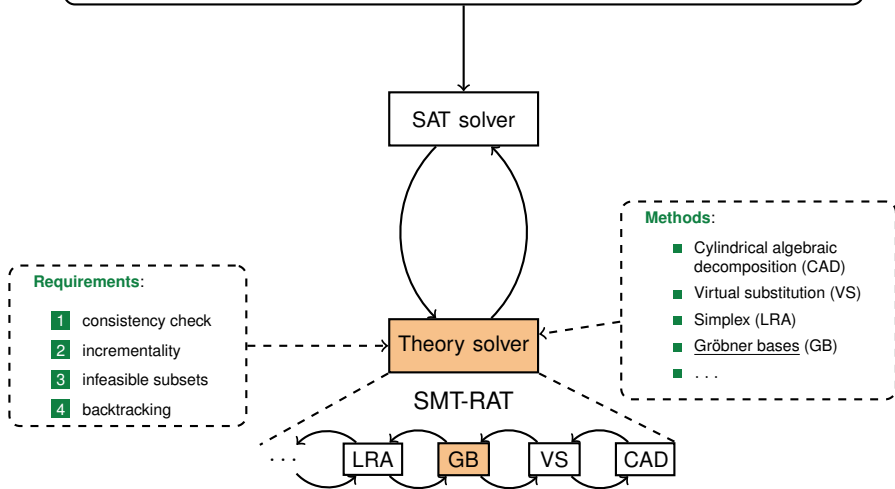 SAT solver
Methods:
Cylindrical algebraic
decomposition (CAD)
Virtual substitution (VS)
Simplex (LRA)
Gröbner bases (GB)
. . .
Requirements:
1 consistency check
2 incrementality
3 infeasible subsets
4 backtracking
Theory solver
SMT-RAT
. . . LRA GB VS CAD